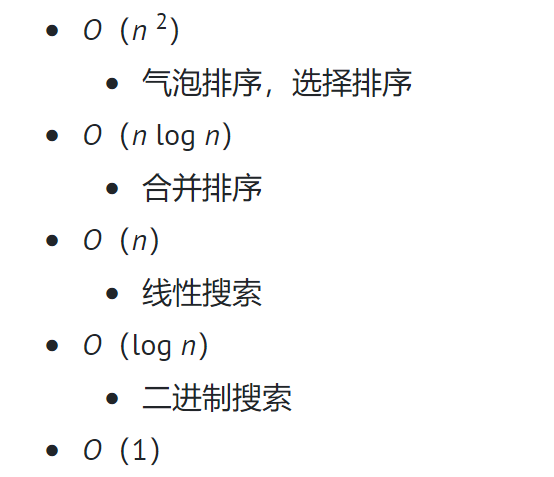 • O（n ²）
• 气泡排序，选择排序
• O（n log n）
• 合并排序
• O（n）
• 线性搜索
• O（log n）
• 二进制搜索
• O（1）